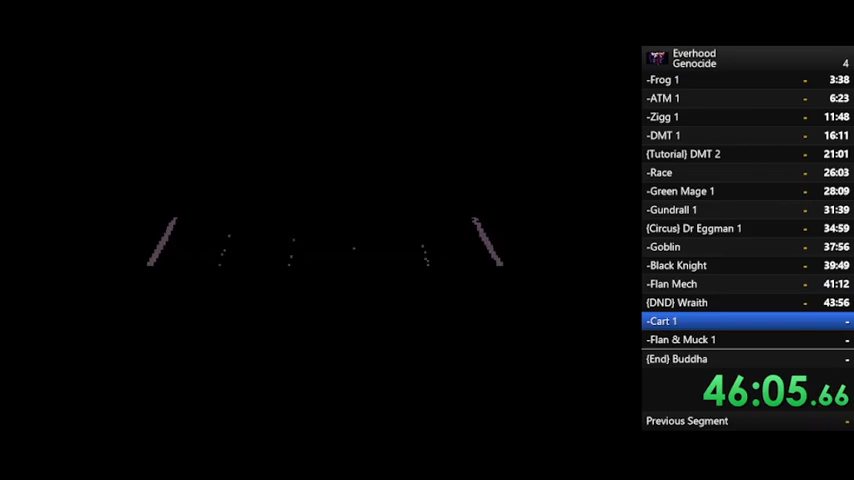 Everhood
Genocide 4
-Frog 1 - 3:38
-ATM 1 - 6:23
-Zigg 1 - 11:48
-DMT 1 - 16:11
{Tutorial} DMT 2 - 21:01
-Race - 26:03
-Green Mage 1 - 28:09
-Gundrall 1 - 31:39
{Circus} Dr Eggman 1 - 34:59
-Goblin - 37:56
-Black Knight - 39:49
-Flan Mech - 41:12
{DND} Wraith - 43:56
-Cart 1 -
-Flan & Muck 1 -
{End} Buddha -
46:05.66
Previous Segment -